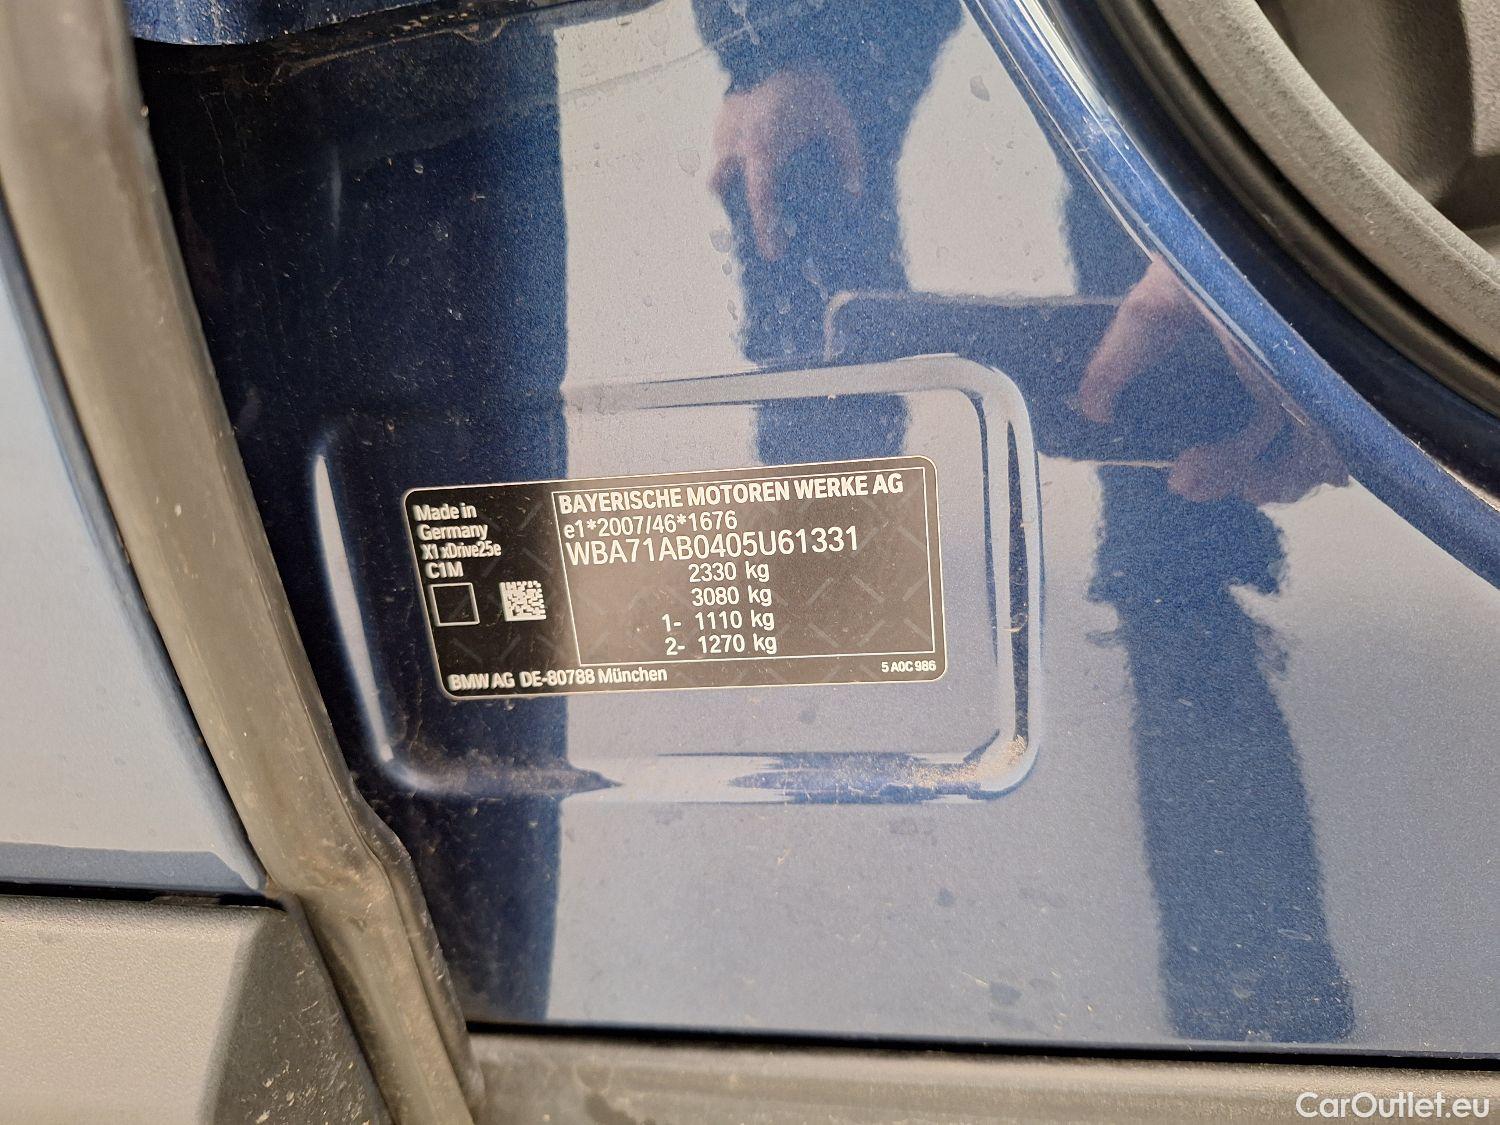 Made in
Germany
X1 xDrive25e
C1M
BAYERISCHE MOTOREN WERKE AG
e1*2007/46*1676
WBA71AB0405U61331
2330 kg
3080 kg
1- 1110 kg
2- 1270 kg
BMW AG DE-80788 München
5 A0C 986
CarOutlet.eu